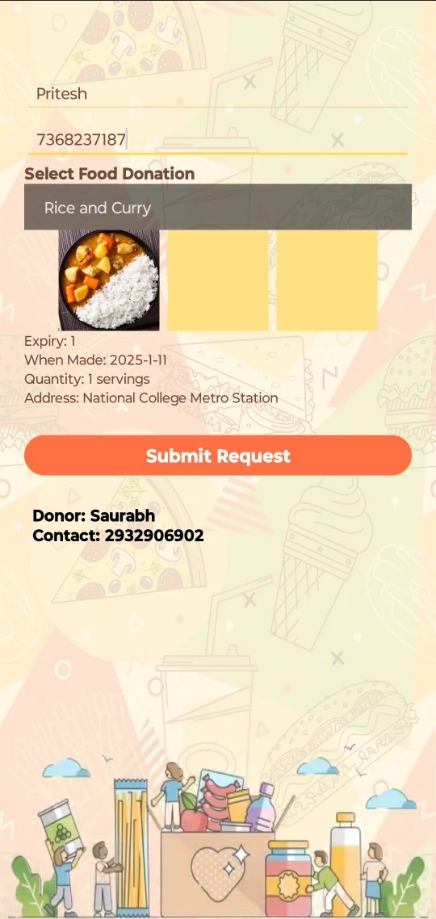 Pritesh
7368237187
Select Food Donation
Rice and Curry
Expiry: 1
When Made: 2025-1-11
Quantity: 1 servings
Address: National College Metro Station
Submit Request
Donor: Saurabh
Contact: 2932906902